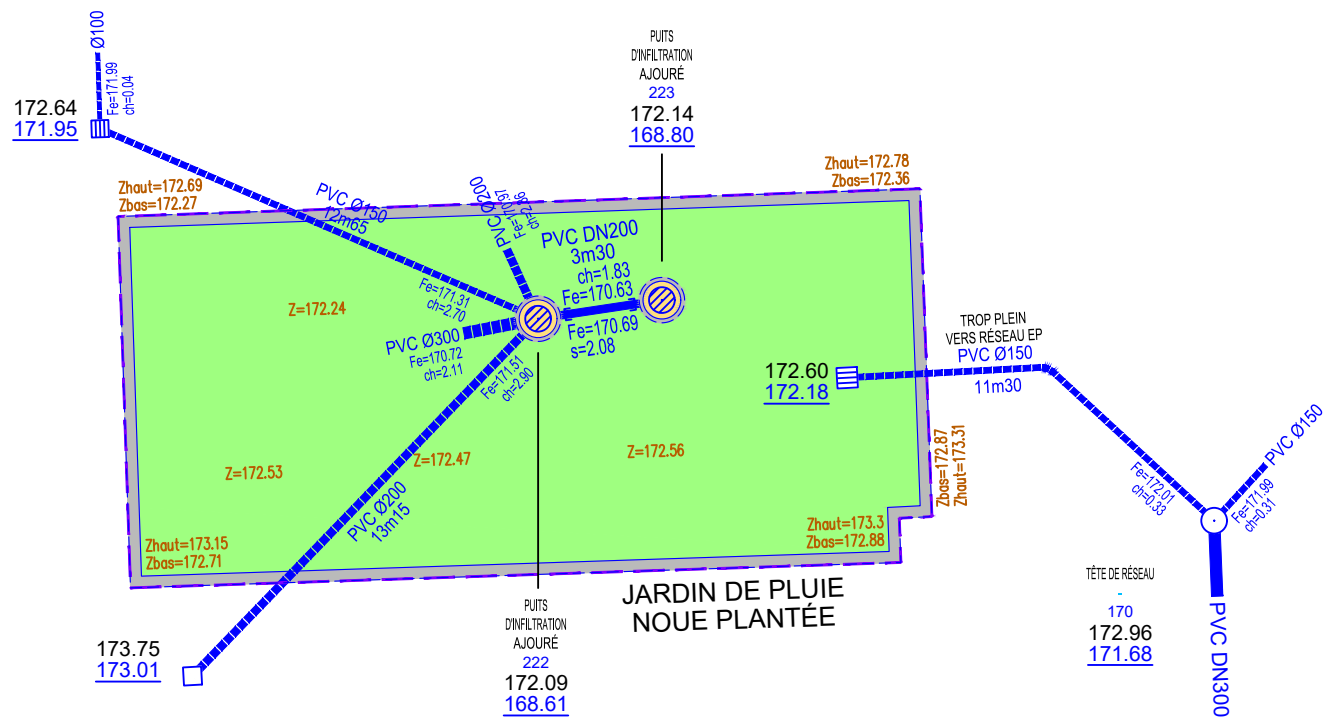 Ø100
Fe=171.99
ch=0.04
172.64
171.95
PUITS
D'INFILTRATION
AJOURÉ
223
172.14
168.80
Zhaut=172.69
Zbas=172.27
PVC Ø150
12m65
Zhaut=172.78
Zbas=172.36
PVC Ø200
Fe=170.97
ch=2.36
PVC DN200
3m30
ch=1.83
Fe=170.63
Fe=170.69
s=2.08
Fe=171.31
ch=2.70
Z=172.24
PVC Ø300
Fe=170.72
ch=2.11
Fe=171.51
ch=2.90
TROP PLEIN
VERS RÉSEAU EP
PVC Ø150
11m30
172.60
172.18
Zbas=172.87
Zhaut=173.31
Z=172.53
Z=172.47
Z=172.56
PVC Ø200
13m15
Fe=172.01
ch=0.33
PVC Ø150
Fe=171.99
ch=0.31
Zhaut=173.15
Zbas=172.71
Zhaut=173.3
Zbas=172.88
JARDIN DE PLUIE
NOUE PLANTÉE
TÊTE DE RÉSEAU
-
170
172.96
171.68
PVC DN300
173.75
173.01
PUITS
D'INFILTRATION
AJOURÉ
222
172.09
168.61